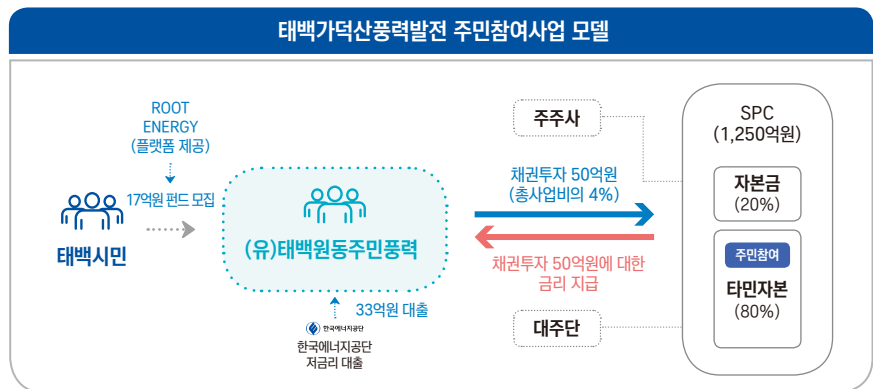 태백가덕산풍력발전 주민참여사업 모델
ROOT
ENERGY
(플랫폼 제공)
17억원 펀드 모집
태백시민
(유)태백원동주민풍력
33억원 대출
한국에너지공단
한국에너지공단
저금리 대출
주주사
채권투자 50억원
(총사업비의 4%)
채권투자 50억원에 대한
금리 지급
대주단
SPC
(1,250억원)
자본금
(20%)
주민참여
타민자본
(80%)